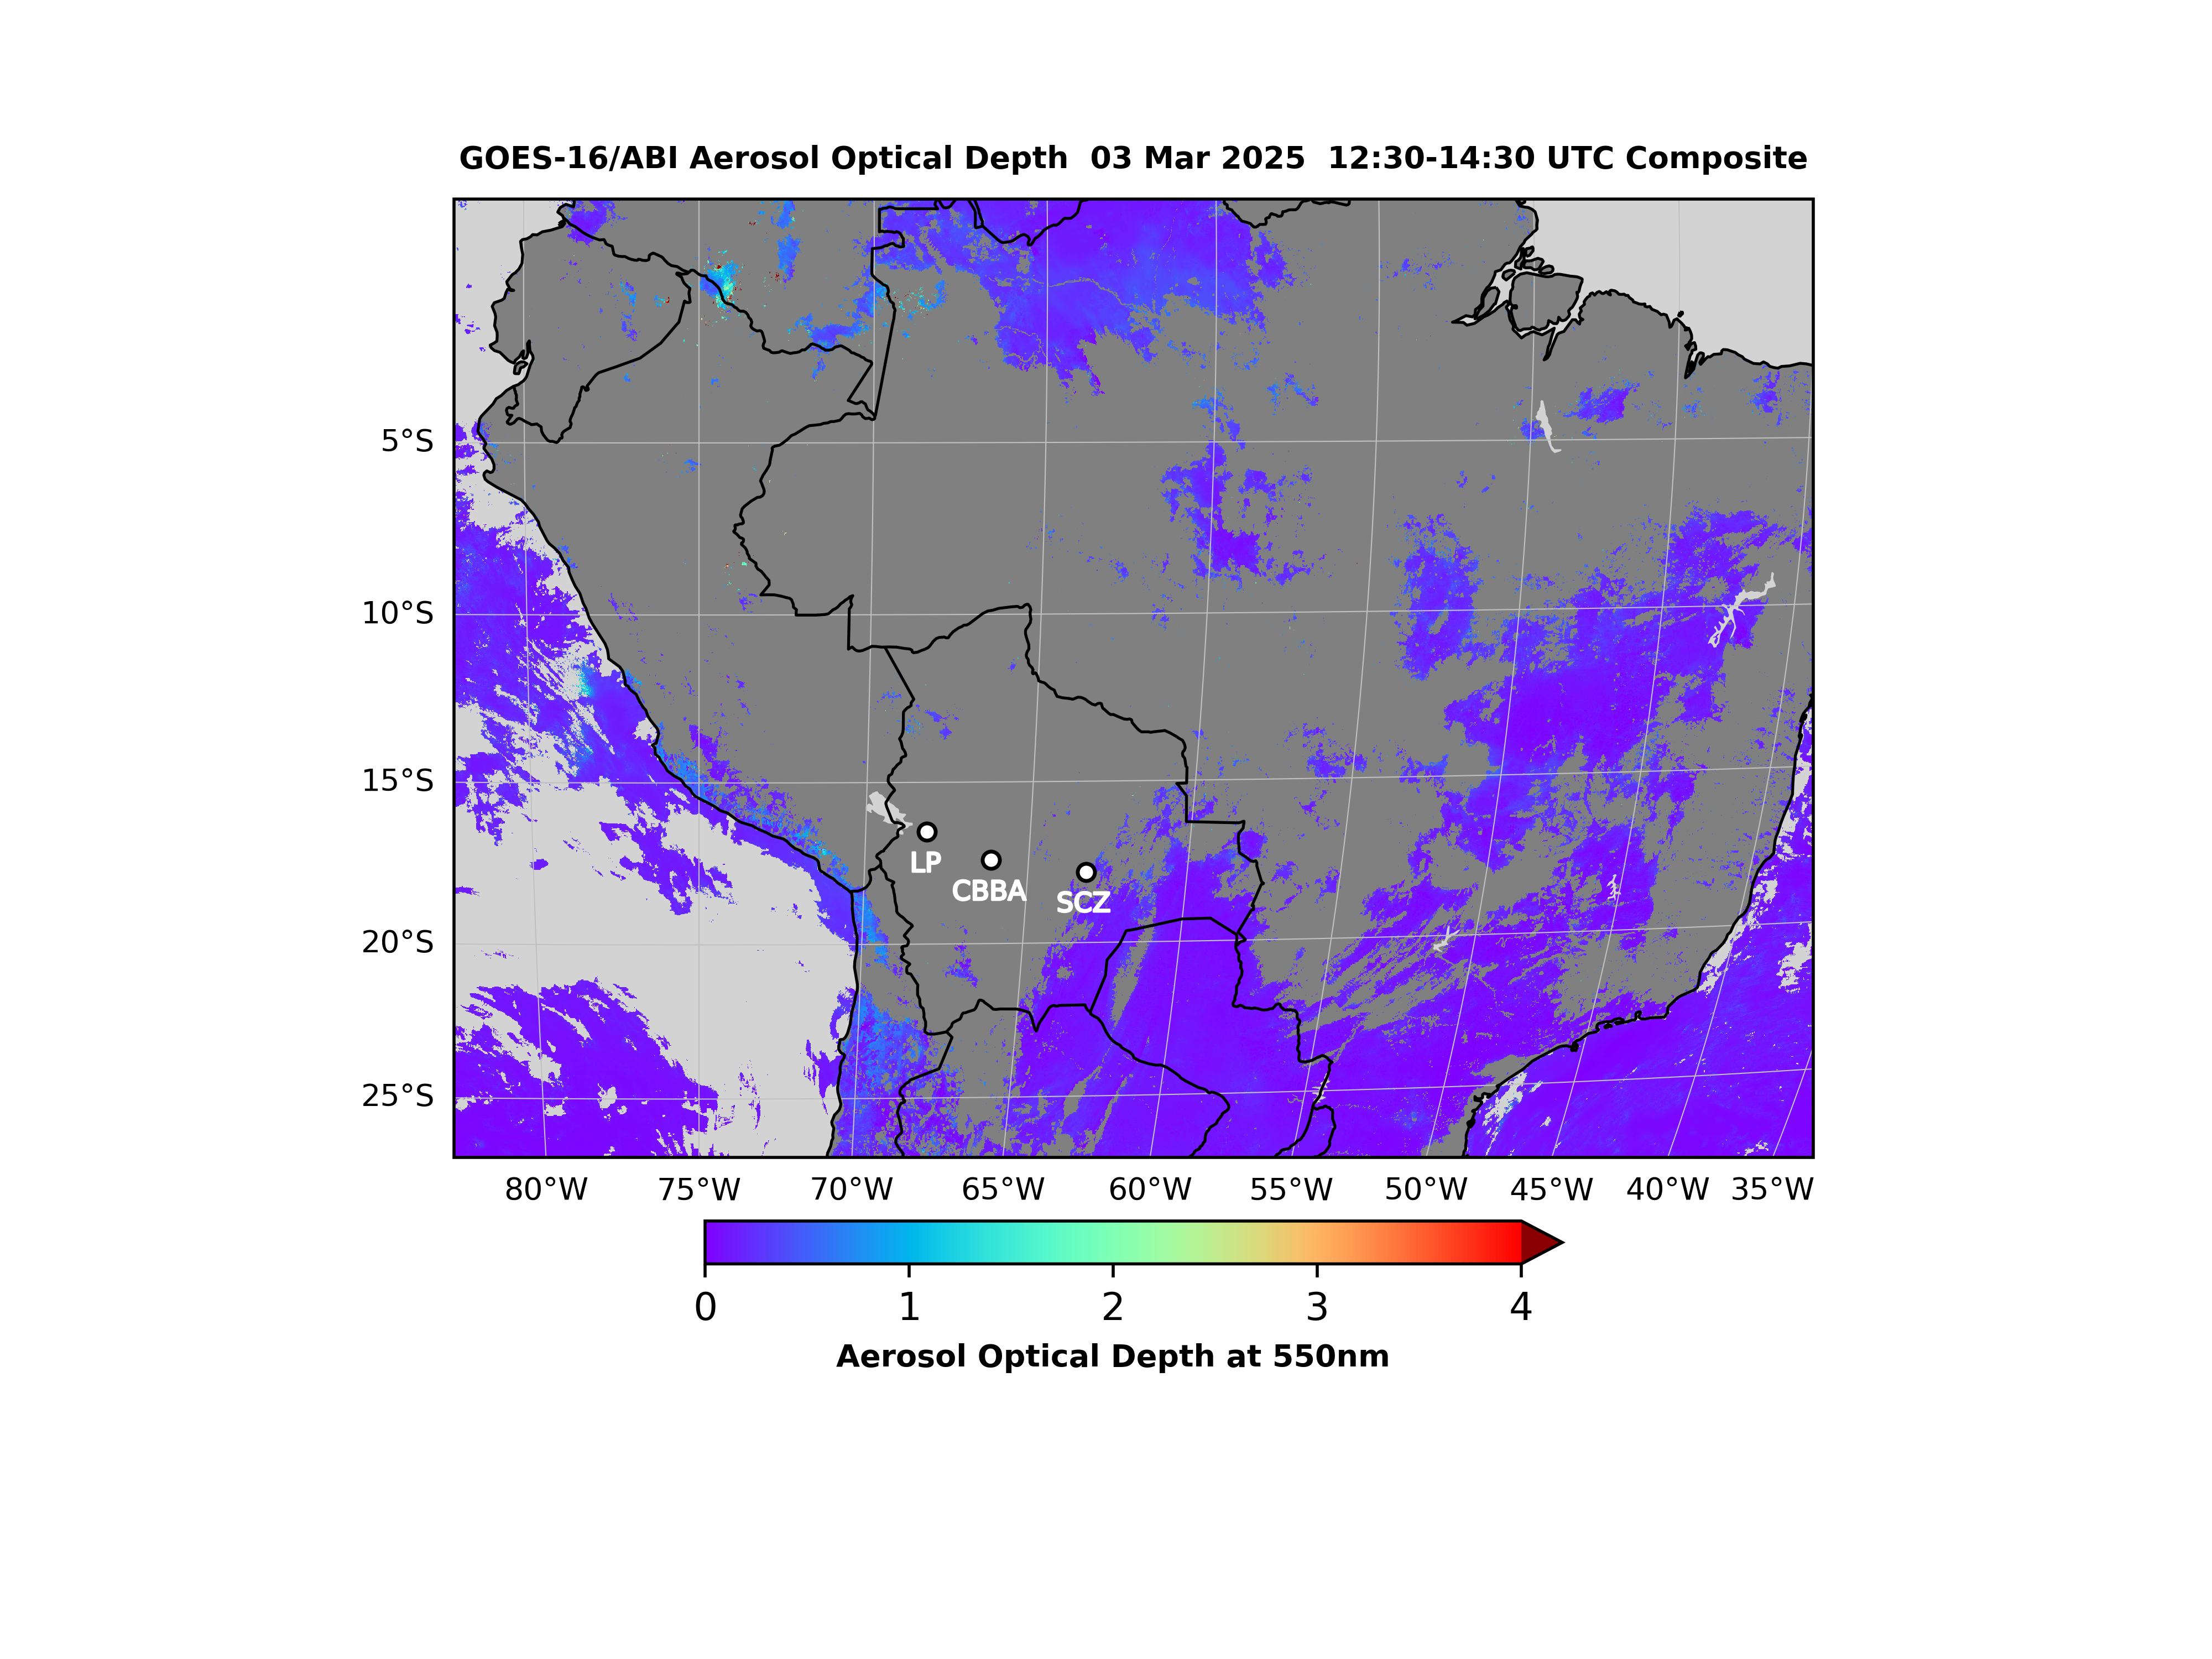 GOES-16/ABI Aerosol Optical Depth  03 Mar 2025  12:30-14:30 UTC Composite
5°S
10°S
15°S
LP
CBBA
SCZ
20°S
25°S
80°W 75°W 70°W 65°W 60°W 55°W 50°W 45°W 40°W 35°W
0 1 2 3 4
Aerosol Optical Depth at 550nm